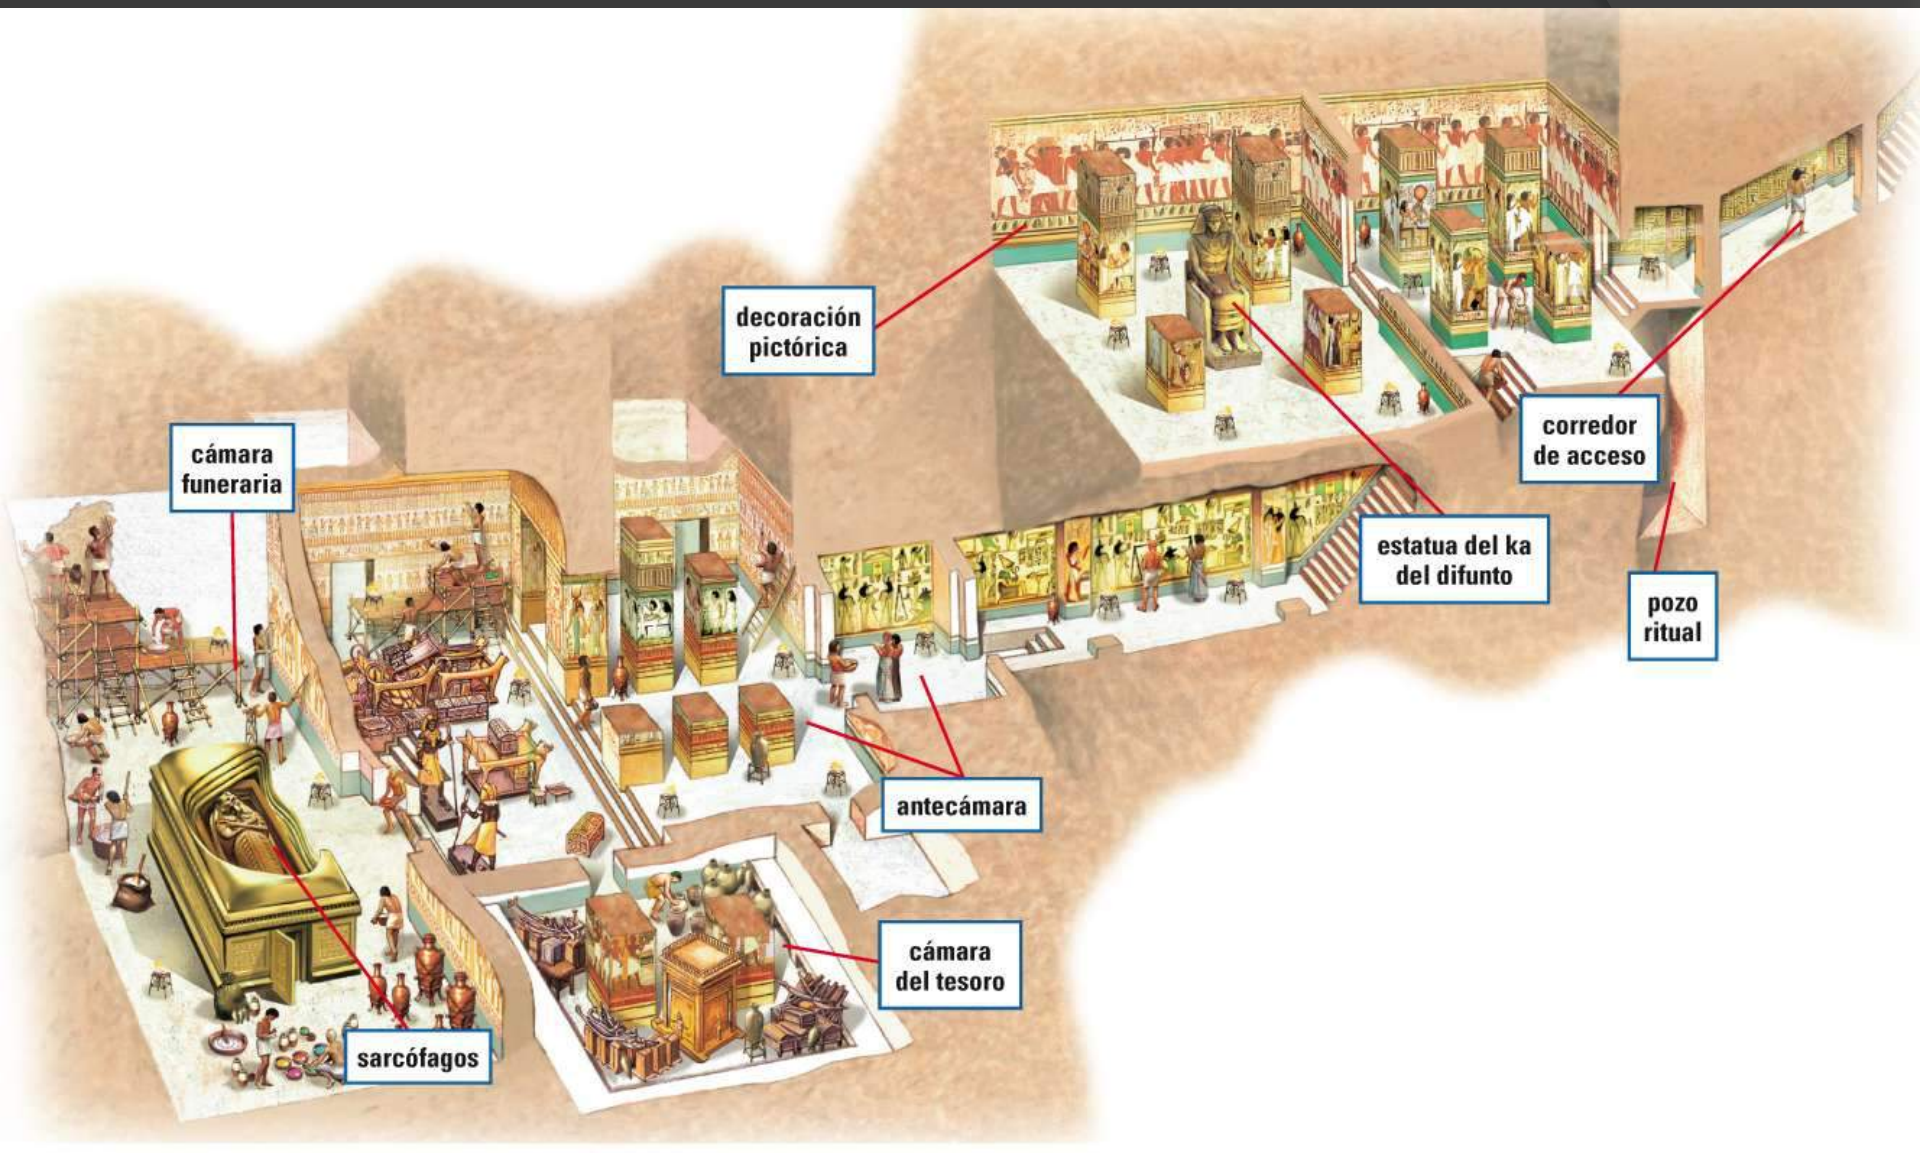 decoración
pictórica
corredor
de acceso
cámara
funeraria
estatua del ka
del difunto
pozo
ritual
antecámara
cámara
del tesoro
sarcófagos